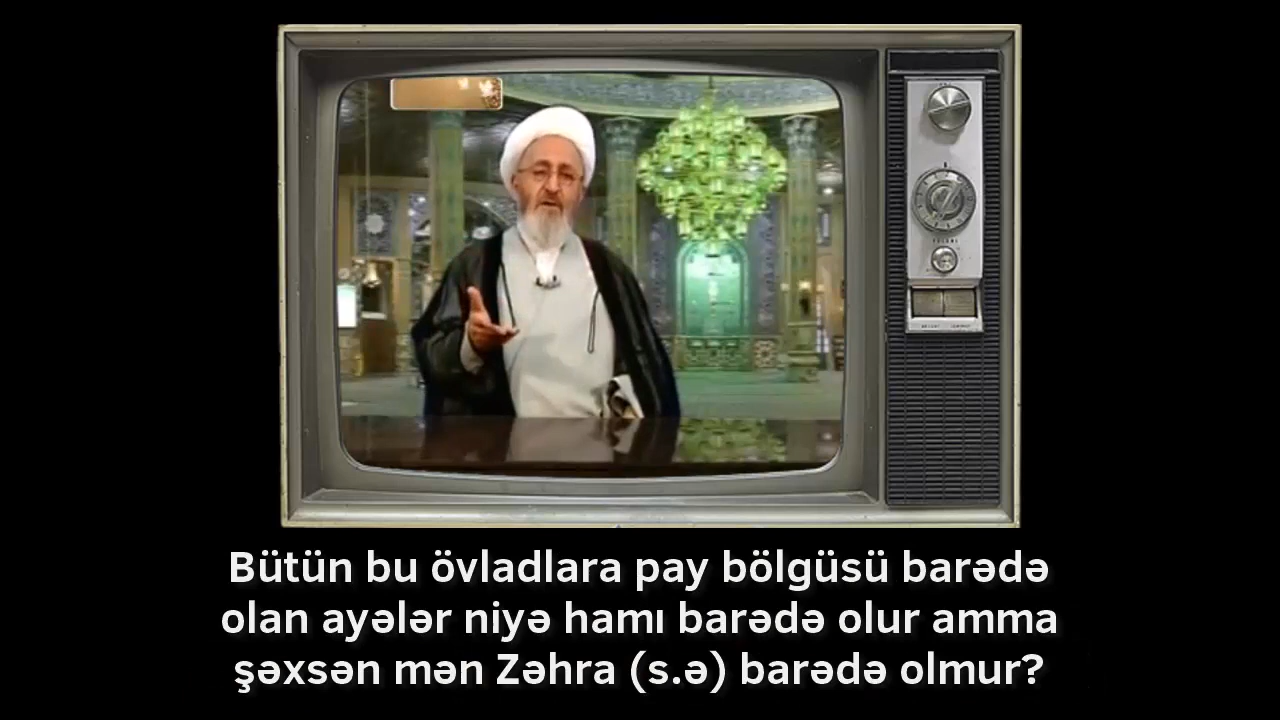 Bütün bu övladlara pay bölgüsü barədə
olan ayələr niyə hamı barədə olur amma
şəxsən mən Zəhra (s.ə) barədə olmur?